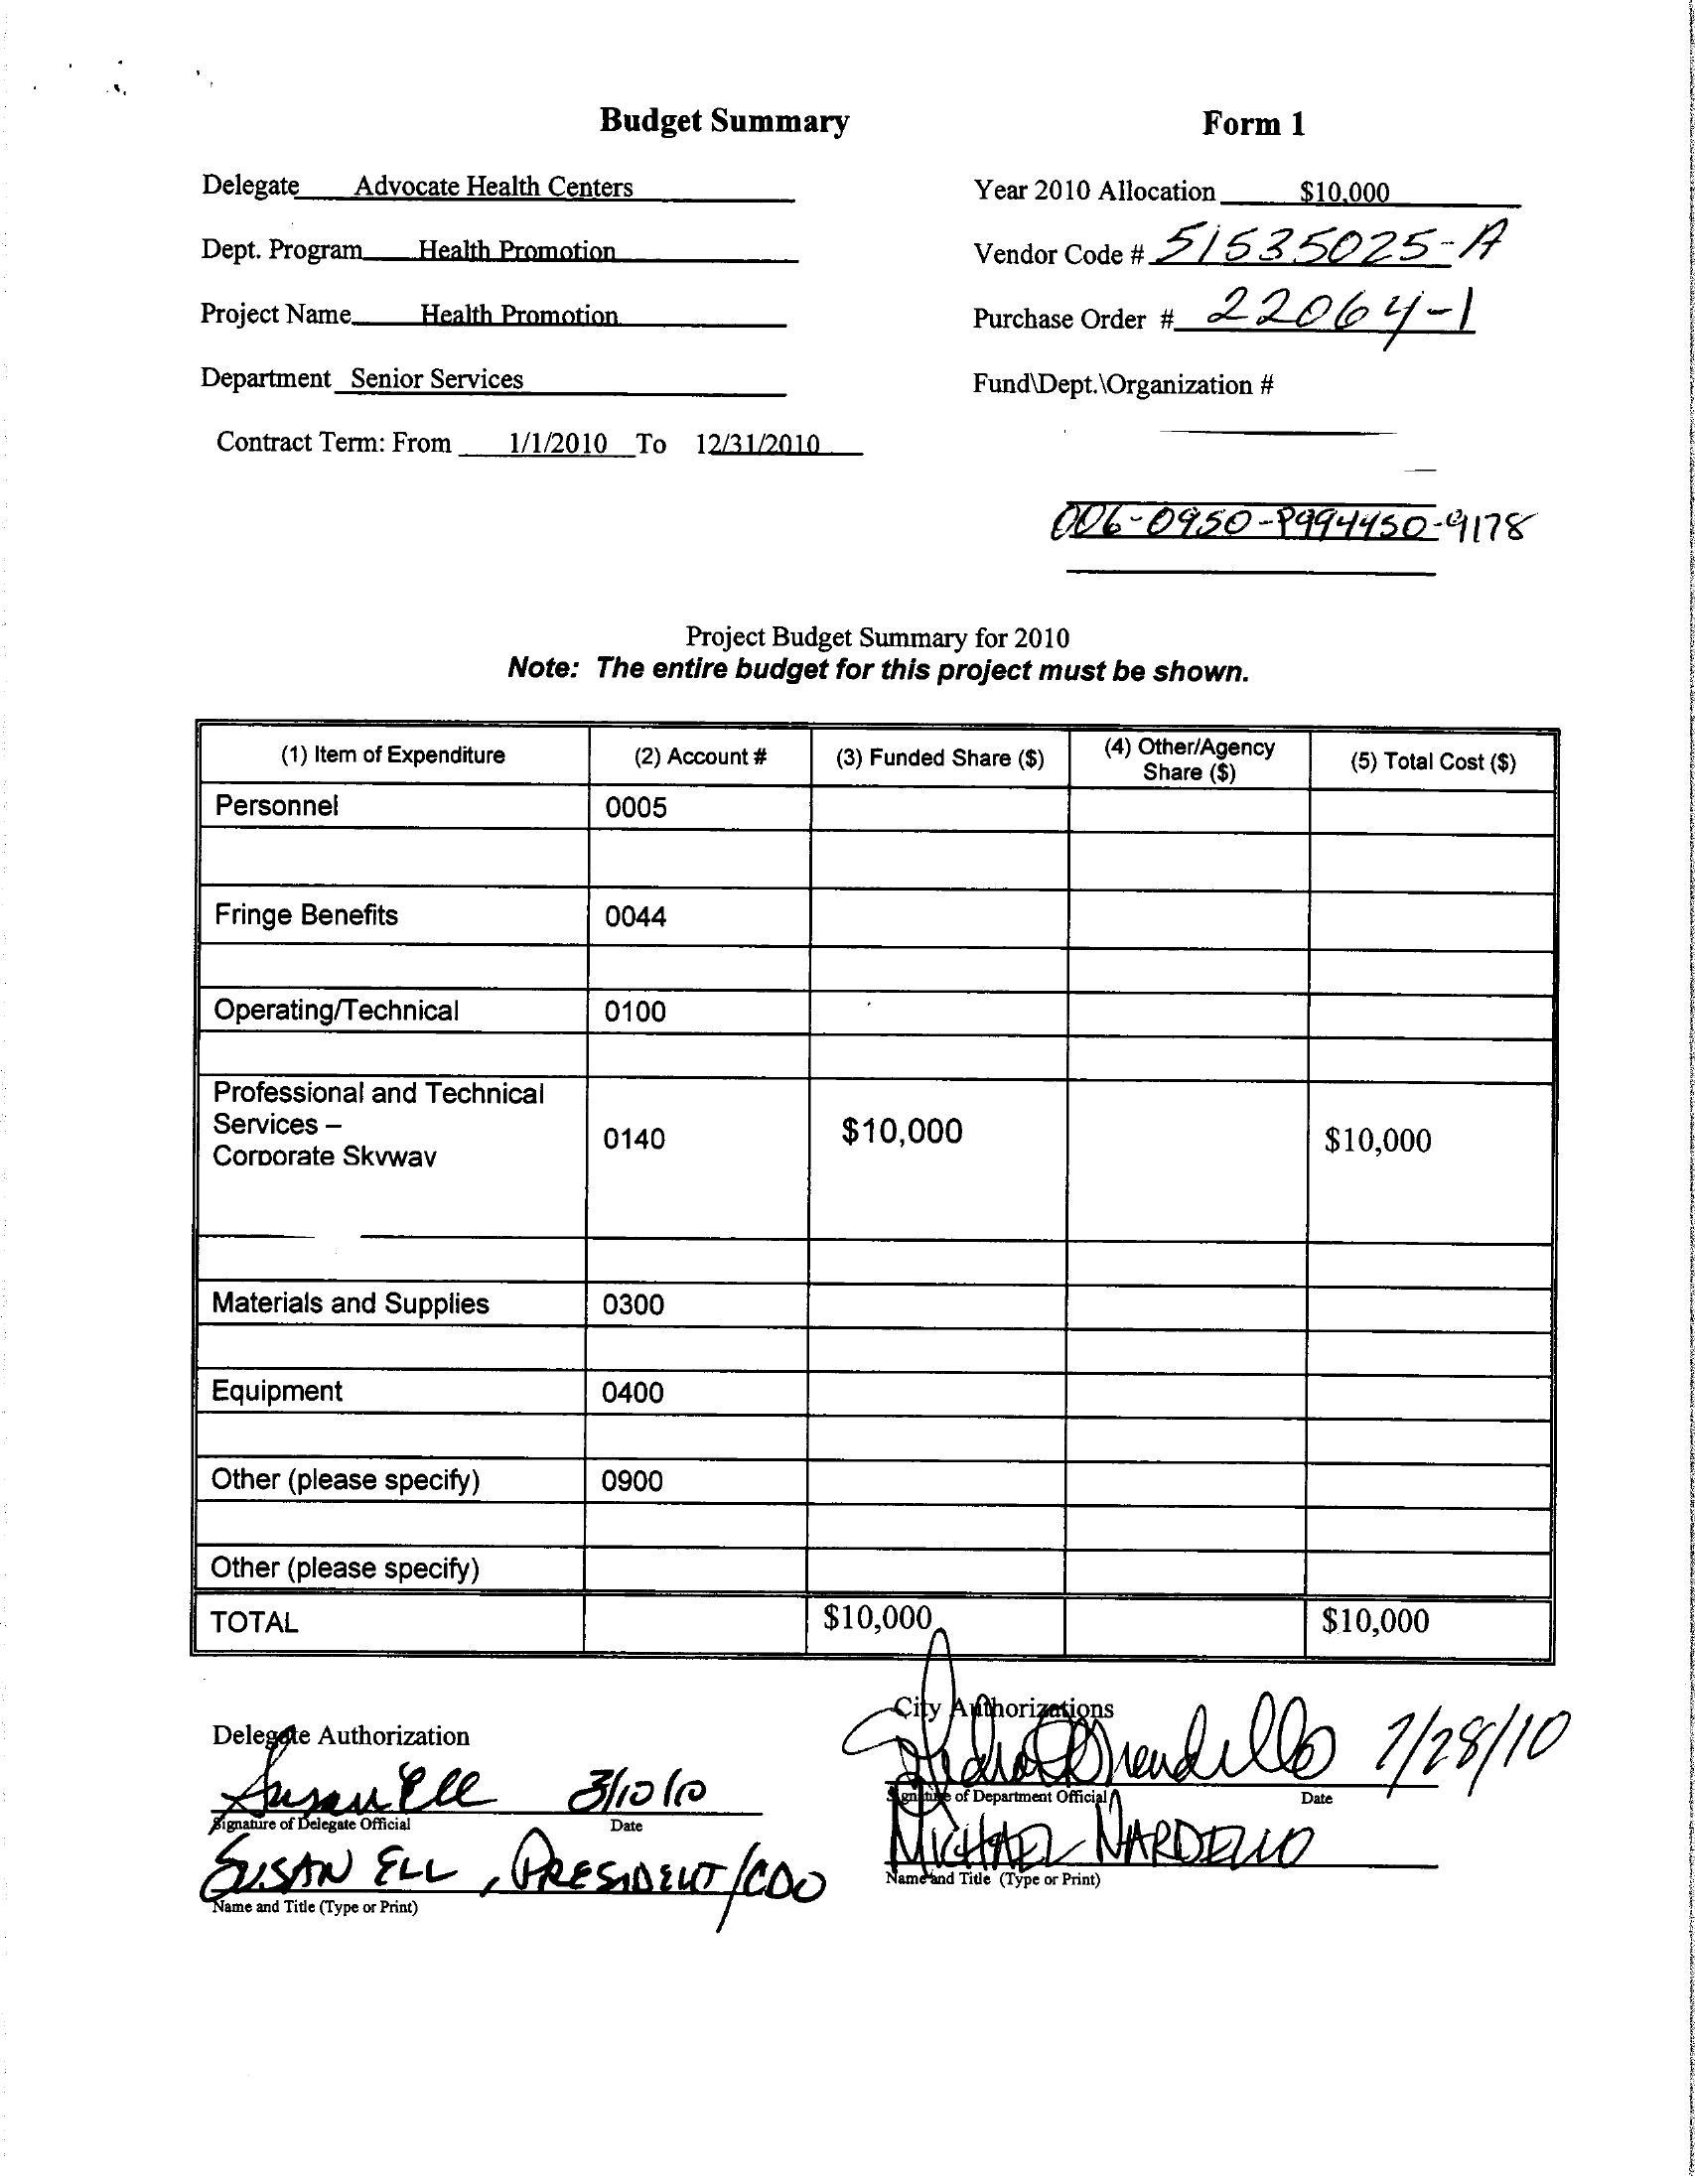 Budget Summary Form 1
Delegate Advocate Health Centers Year 2010 Allocation $10,000
Dept. Program Health Promotion Vendor Code # 51535025-A
Project Name Health Promotion Purchase Order # 22064-1
Department Senior Services Fund\Dept.\Organization #
Contract Term: From 1/1/2010 To 12/31/2010
006-0950-P994450-9178
Project Budget Summary for 2010
Note: The entire budget for this project must be shown.
(1) Item of Expenditure (2) Account # (3) Funded Share ($) (4) Other/Agency Share ($) (5) Total Cost ($)
Personnel 0005
Fringe Benefits 0044
Operating/Technical 0100
Professional and Technical
Services –
Corporate Skyway 0140 $10,000 $10,000
Materials and Supplies 0300
Equipment 0400
Other (please specify) 0900
Other (please specify)
TOTAL $10,000 $10,000
Delegate Authorization City Authorizations
Susan Ell 3/10/10 7/28/10
Signature of Delegate Official Date Signature of Department Official Date
SUSAN ELL, PRESIDENT/CDO MICHAEL NARDELLO
Name and Title (Type or Print) Name and Title (Type or Print)